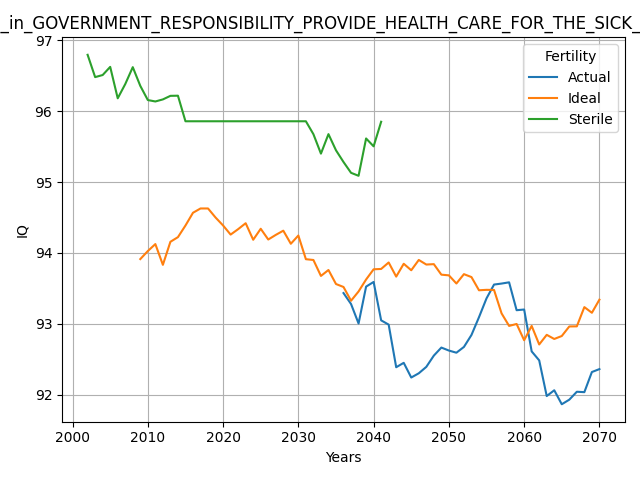 _in_GOVERNMENT_RESPONSIBILITY_PROVIDE_HEALTH_CARE_FOR_THE_SICK_
97
96
95
94
93
92
IQ
Fertility
Actual
Ideal
Sterile
2000 2010 2020 2030 2040 2050 2060 2070
Years